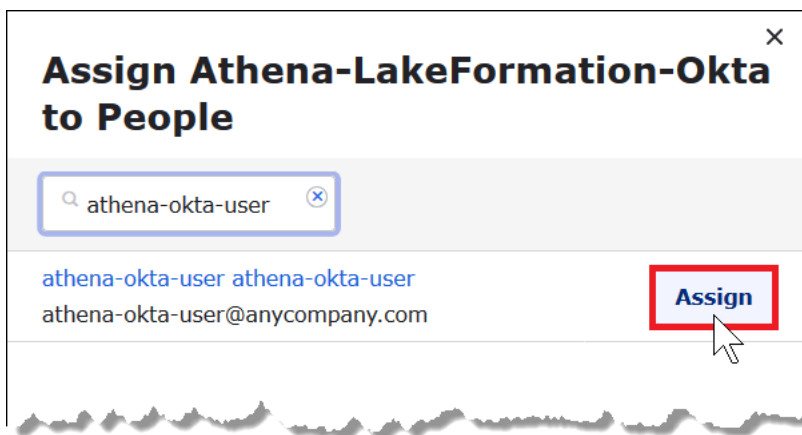 Assign Athena-LakeFormation-Okta
to People
athena-okta-user
athena-okta-user athena-okta-user
Assign
athena-okta-user@anycompany.com